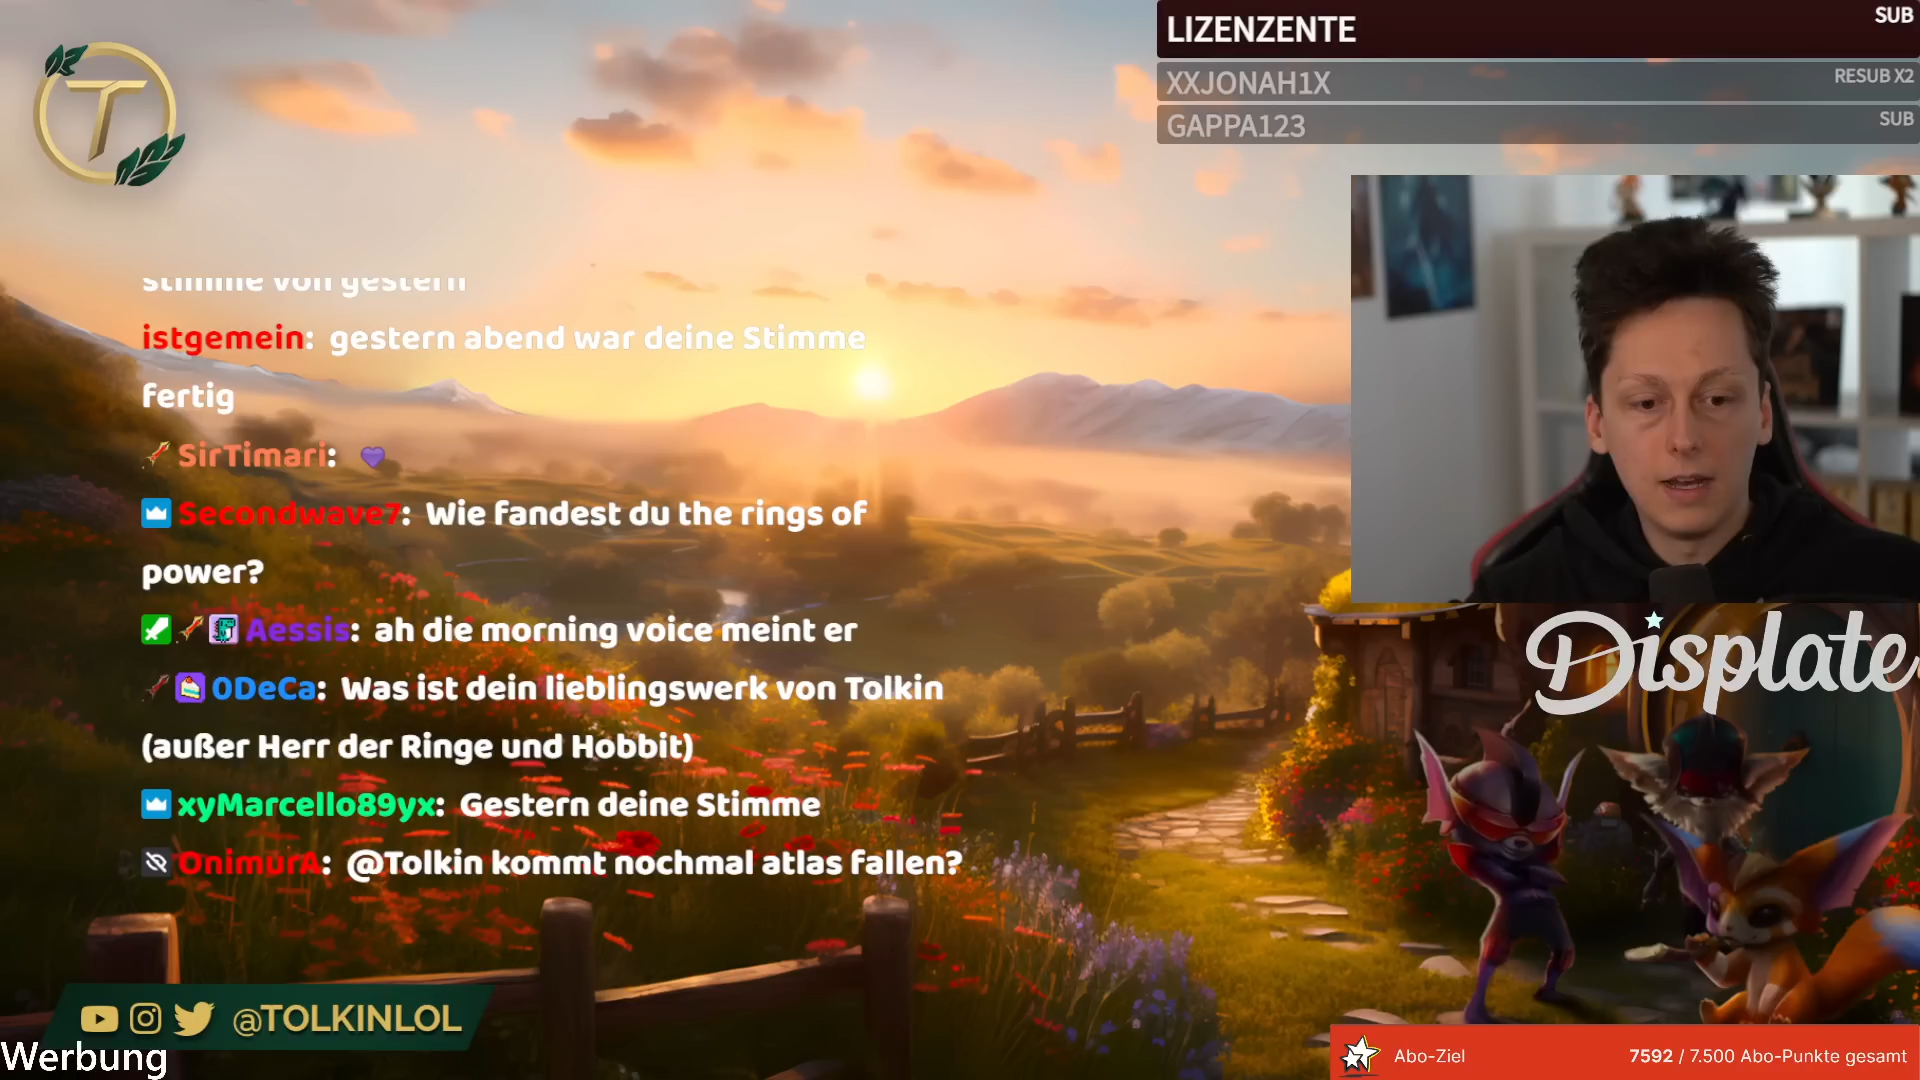 LIZENZENTE SUB
XXJONAH1X RESUB X2
GAPPA123 SUB
T
stimme von gestern
istgemein: gestern abend war deine Stimme
fertig
SirTimari:
Secondwave7: Wie fandest du the rings of
power?
Aessis: ah die morning voice meint er
0DeCa: Was ist dein lieblingswerk von Tolkin
(außer Herr der Ringe und Hobbit)
xyMarcello89yx: Gestern deine Stimme
OnimurA: @Tolkin kommt nochmal atlas fallen?
Displate
@TOLKINLOL
Werbung
Abo-Ziel 7592 / 7.500 Abo-Punkte gesamt